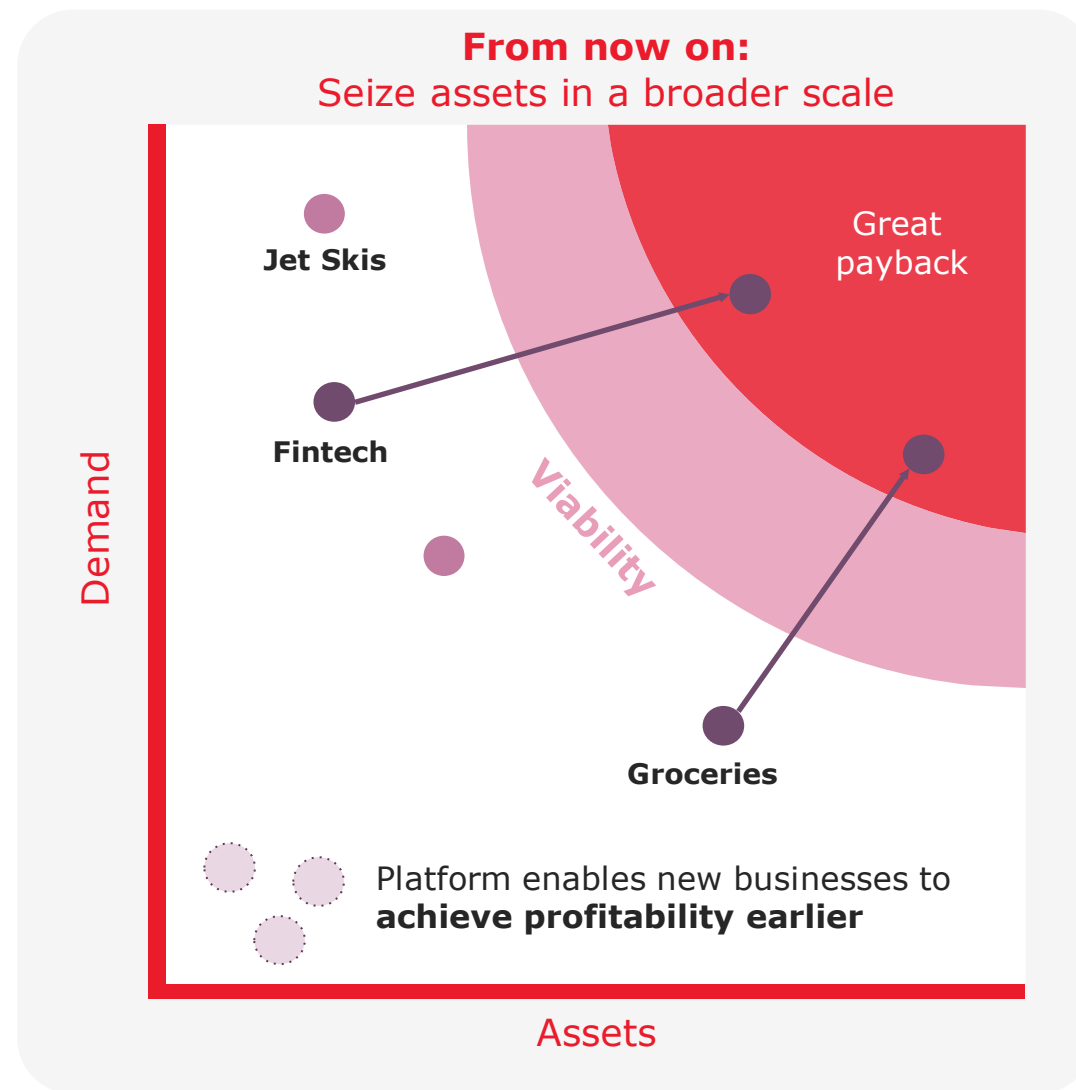 From now on:
Seize assets in a broader scale
Great
payback
Jet Skis
Fintech
Viability
Demand
Groceries
Platform enables new businesses to
achieve profitability earlier
Assets